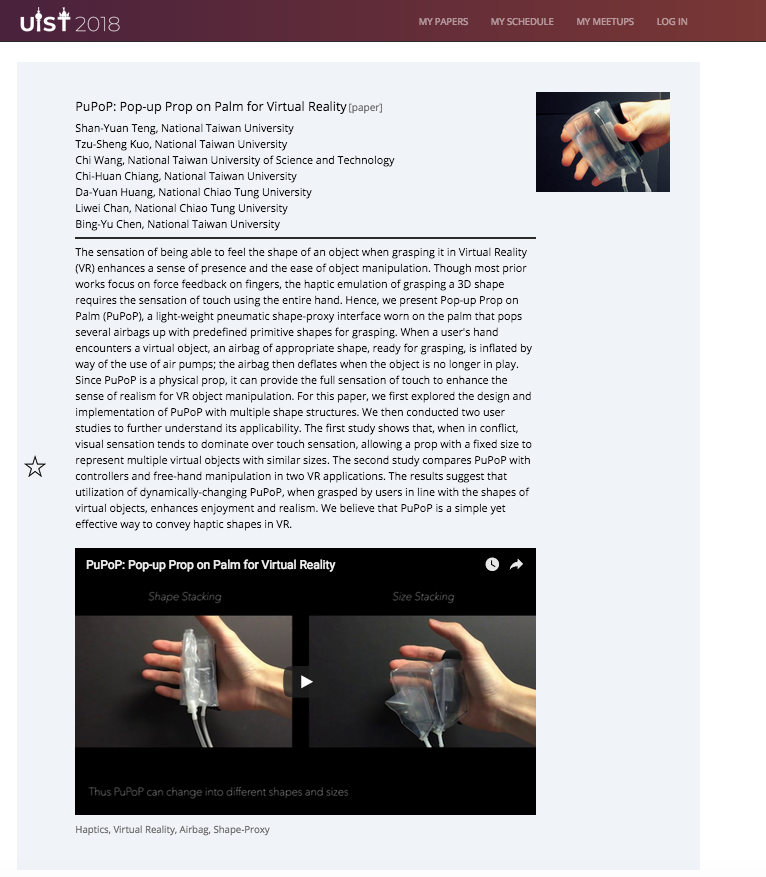 uist 2018
MY PAPERS
MY SCHEDULE
MY MEETUPS
LOG IN
PuPoP: Pop-up Prop on Palm for Virtual Reality [paper]
Shan-Yuan Teng, National Taiwan University
Tzu-Sheng Kuo, National Taiwan University
Chi Wang, National Taiwan University of Science and Technology
Chi-Huan Chiang, National Taiwan University
Da-Yuan Huang, National Chiao Tung University
Liwei Chan, National Chiao Tung University
Bing-Yu Chen, National Taiwan University
The sensation of being able to feel the shape of an object when grasping it in Virtual Reality
(VR) enhances a sense of presence and the ease of object manipulation. Though most prior
works focus on force feedback on fingers, the haptic emulation of grasping a 3D shape
requires the sensation of touch using the entire hand. Hence, we present Pop-up Prop on
Palm (PuPoP), a light-weight pneumatic shape-proxy interface worn on the palm that pops
several airbags up with predefined primitive shapes for grasping. When a user's hand
encounters a virtual object, an airbag of appropriate shape, ready for grasping, is inflated by
way of the use of air pumps; the airbag then deflates when the object is no longer in play.
Since PuPoP is a physical prop, it can provide the full sensation of touch to enhance the
sense of realism for VR object manipulation. For this paper, we first explored the design and
implementation of PuPoP with multiple shape structures. We then conducted two user
studies to further understand its applicability. The first study shows that, when in conflict,
visual sensation tends to dominate over touch sensation, allowing a prop with a fixed size to
represent multiple virtual objects with similar sizes. The second study compares PuPoP with
controllers and free-hand manipulation in two VR applications. The results suggest that
utilization of dynamically-changing PuPoP, when grasped by users in line with the shapes of
virtual objects, enhances enjoyment and realism. We believe that PuPoP is a simple yet
effective way to convey haptic shapes in VR.
PuPoP: Pop-up Prop on Palm for Virtual Reality
Shape Stacking
Size Stacking
Thus PuPoP can change into different shapes and sizes
Haptics, Virtual Reality, Airbag, Shape-Proxy